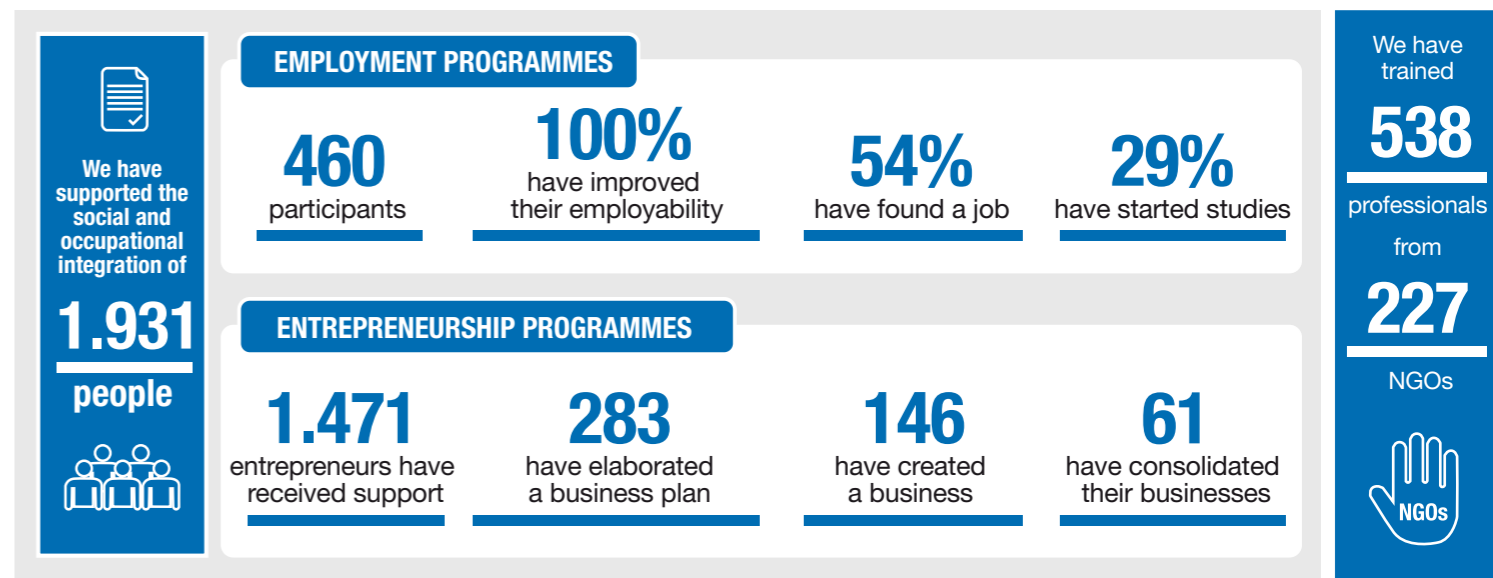 We have
supported the
social and
occupational
integration of
1.931
people
EMPLOYMENT PROGRAMMES
460
participants
100%
have improved
their employability
54%
have found a job
29%
have started studies
ENTREPRENEURSHIP PROGRAMMES
1.471
entrepreneurs have
received support
283
have elaborated
a business plan
146
have created
a business
61
have consolidated
their businesses
We have
trained
538
professionals
from
227
NGOs
NGOs